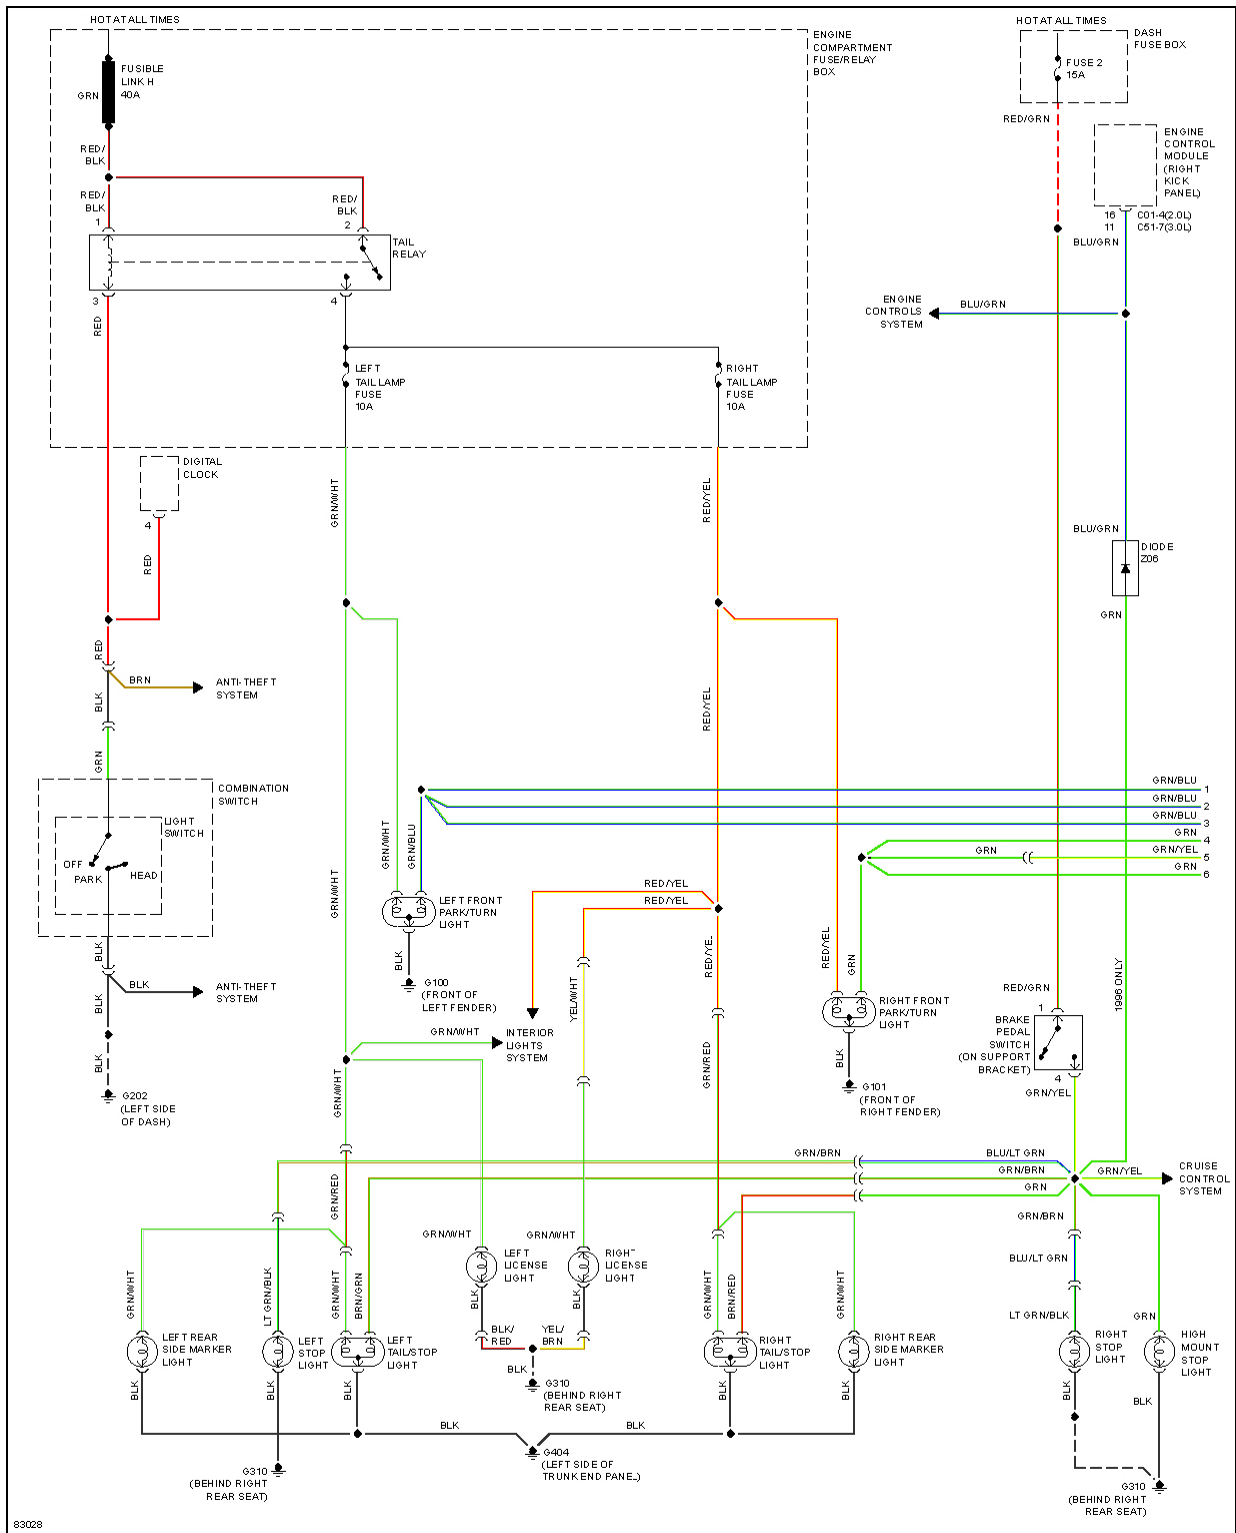 HOT AT ALL TIMES
HOT AT ALL TIMES
ENGINE
COMPARTMENT
FUSE/RELAY
BOX
DASH
FUSE BOX
FUSIBLE
LINK H
40A
GRN
FUSE 2
15A
RED/GRN
ENGINE
CONTROL
MODULE
(RIGHT
KICK
PANEL)
RED/
BLK
RED/
BLK
RED/
BLK
1
2
16
C01-4(2.0L)
11
C51-7(3.0L)
BLU/GRN
TAIL
RELAY
3
4
RED
ENGINE
CONTROLS
SYSTEM
BLU/GRN
LEFT
TAIL LAMP
FUSE
10A
RIGHT
TAIL LAMP
FUSE
10A
DIGITAL
CLOCK
4
RED
GRN/WHT
RED/YEL
BLU/GRN
DIODE
Z06
GRN
RED
BRN
ANTI-THEFT
SYSTEM
BLK
RED/YEL
GRN
COMBINATION
SWITCH
LIGHT
SWITCH
OFF
PARK
HEAD
GRN/BLU
1
GRN/BLU
2
GRN/BLU
3
GRN
4
GRN
GRN/YEL
5
GRN
6
GRN/WHT
GRN/BLU
GRN/WHT
RED/YEL
RED/YEL
LEFT FRONT
PARK/TURN
LIGHT
BLK
BLK
G100
(FRONT OF
LEFT FENDER)
RED/YEL
RED/YEL
GRN
BLK
ANTI-THEFT
SYSTEM
BLK
YEL/WHT
1996 ONLY
RED/GRN
RIGHT FRONT
PARK/TURN
LIGHT
1
BRAKE
PEDAL
SWITCH
(ON SUPPORT
BRACKET)
4
GRN/WHT
INTERIOR
LIGHTS
SYSTEM
BLK
GRN/RED
BLK
G101
(FRONT OF
RIGHT FENDER)
GRN/YEL
G202
(LEFT SIDE
OF DASH)
GRN/WHT
GRN/BRN
BLU/LT GRN
GRN/BRN
GRN
GRN/YEL
CRUISE
CONTROL
SYSTEM
GRN/RED
GRN/BRN
GRN/WHT
GRN/WHT
BLU/LT GRN
LEFT
LICENSE
LIGHT
RIGHT
LICENSE
LIGHT
GRN/WHT
LT GRN/BLK
GRN/WHT
BRN/GRN
BLK
BLK
GRN/WHT
BRN/RED
GRN/WHT
LT GRN/BLK
GRN
BLK/
RED
YEL/
BRN
LEFT REAR
SIDE MARKER
LIGHT
LEFT
STOP
LIGHT
LEFT
TAIL/STOP
LIGHT
RIGHT
TAIL/STOP
LIGHT
RIGHT REAR
SIDE MARKER
LIGHT
RIGHT
STOP
LIGHT
HIGH
MOUNT
STOP
LIGHT
BLK
G310
(BEHIND RIGHT
REAR SEAT)
BLK
BLK
BLK
BLK
BLK
BLK
BLK
BLK
BLK
G404
(LEFT SIDE OF
TRUNK END PANEL)
G310
(BEHIND RIGHT
REAR SEAT)
G310
(BEHIND RIGHT
REAR SEAT)
83028